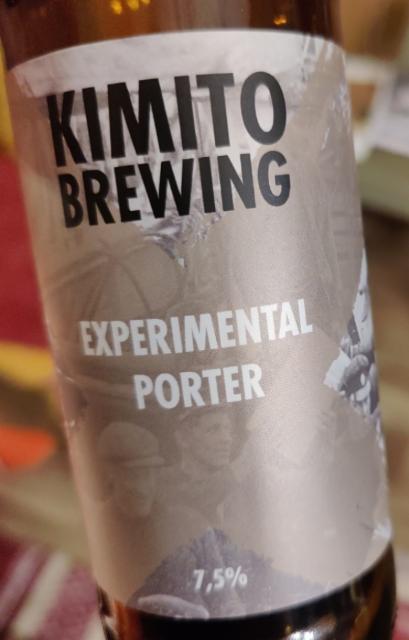 KIMITO
BREWING
EXPERIMENTAL
PORTER
7,5%